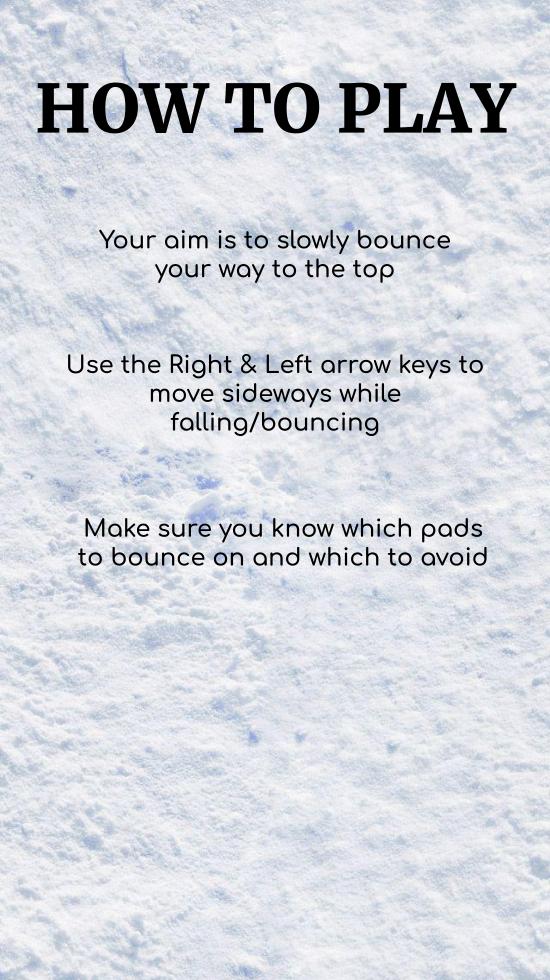 HOW TO PLAY
Your aim is to slowly bounce
your way to the top
Use the Right & Left arrow keys to
move sideways while
falling/bouncing
Make sure you know which pads
to bounce on and which to avoid